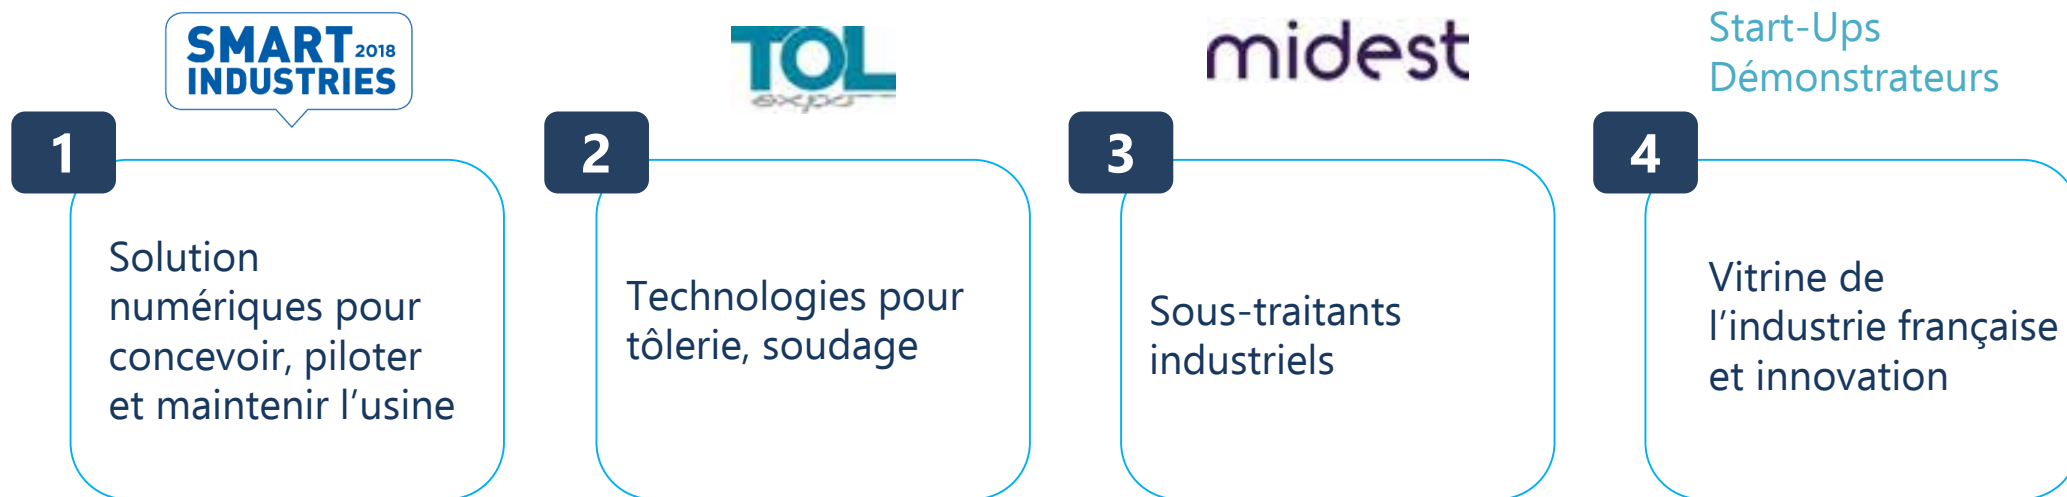 SMART 2018
INDUSTRIES
1
Solution
numériques pour
concevoir, piloter
et maintenir l’usine
TOL
expo
2
Technologies pour
tôlerie, soudage
midest
3
Sous-traitants
industriels
Start-Ups
Démonstrateurs
4
Vitrine de
l’industrie française
et innovation